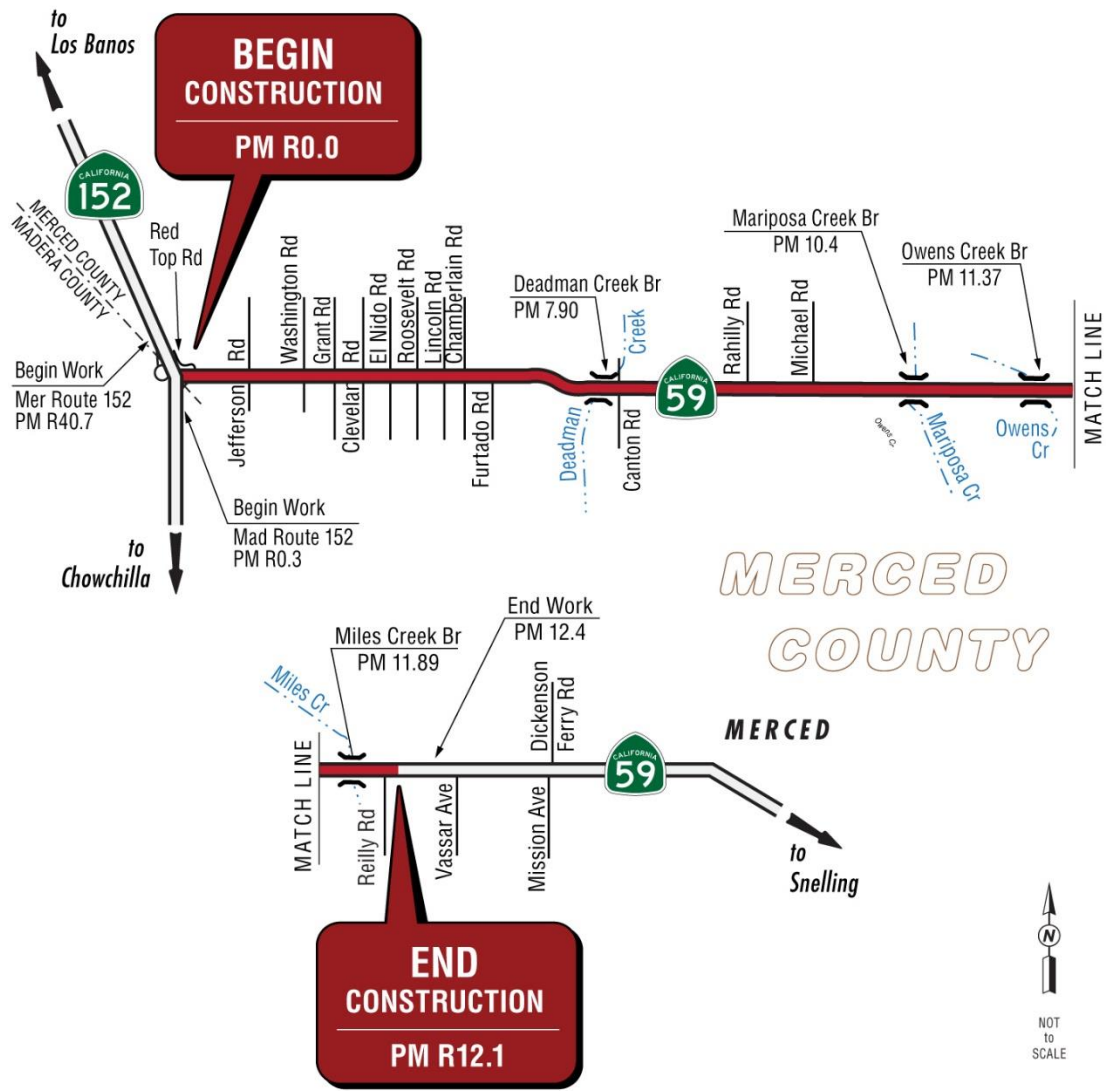 to
Los Banos
BEGIN
CONSTRUCTION
PM R0.0
CALIFORNIA
152
MERCED COUNTY
MADERA COUNTY
Red
Top Rd
Begin Work
Mer Route 152
PM R40.7
Begin Work
Mad Route 152
PM R0.3
to
Chowchilla
Jefferson Rd
Washington Rd
Grant Rd
Clevelan Rd
El Nido Rd
Roosevelt Rd
Lincoln Rd
Chamberlain Rd
Furtado Rd
Deadman Creek Br
PM 7.90
Deadman Creek
Canton Rd
CALIFORNIA
59
Rahilly Rd
Michael Rd
Mariposa Creek Br
PM 10.4
Owens Creek Br
PM 11.37
Owens C.
Mariposa Cr
Owens
Cr
MATCH LINE
MERCED
COUNTY
Miles Creek Br
PM 11.89
End Work
PM 12.4
Miles Cr
MATCH LINE
Reilly Rd
Vassar Ave
Mission Ave
Dickenson
Ferry Rd
CALIFORNIA
59
MERCED
to
Snelling
END
CONSTRUCTION
PM R12.1
N
NOT
to
SCALE